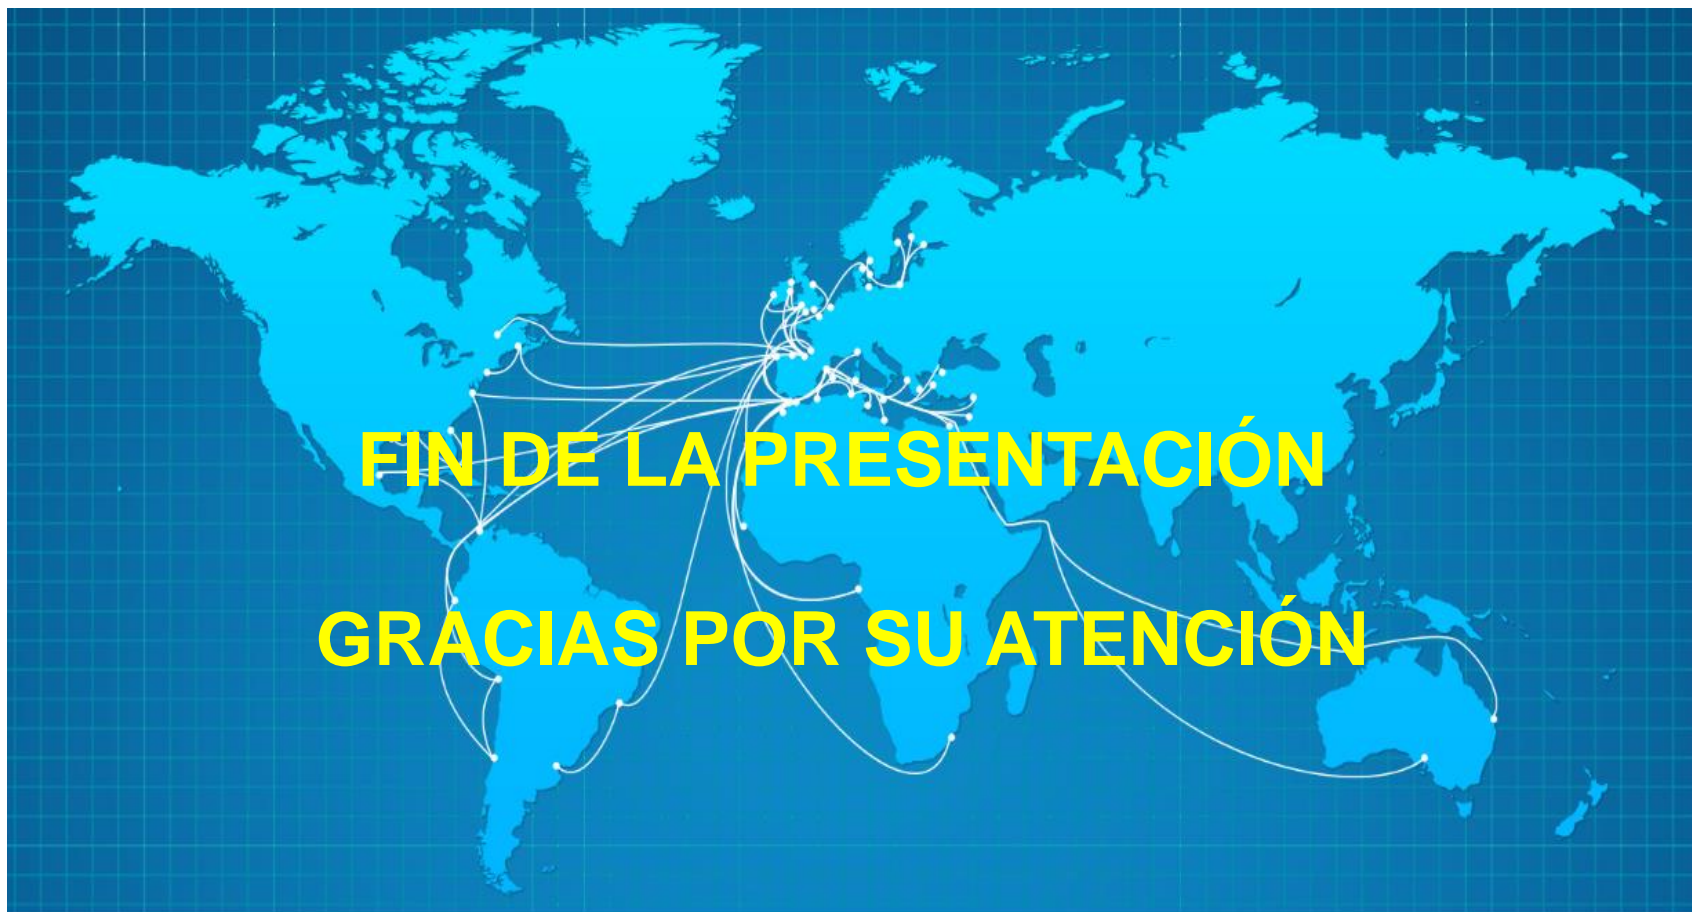 FIN DE LA PRESENTACIÓN
GRACIAS POR SU ATENCIÓN